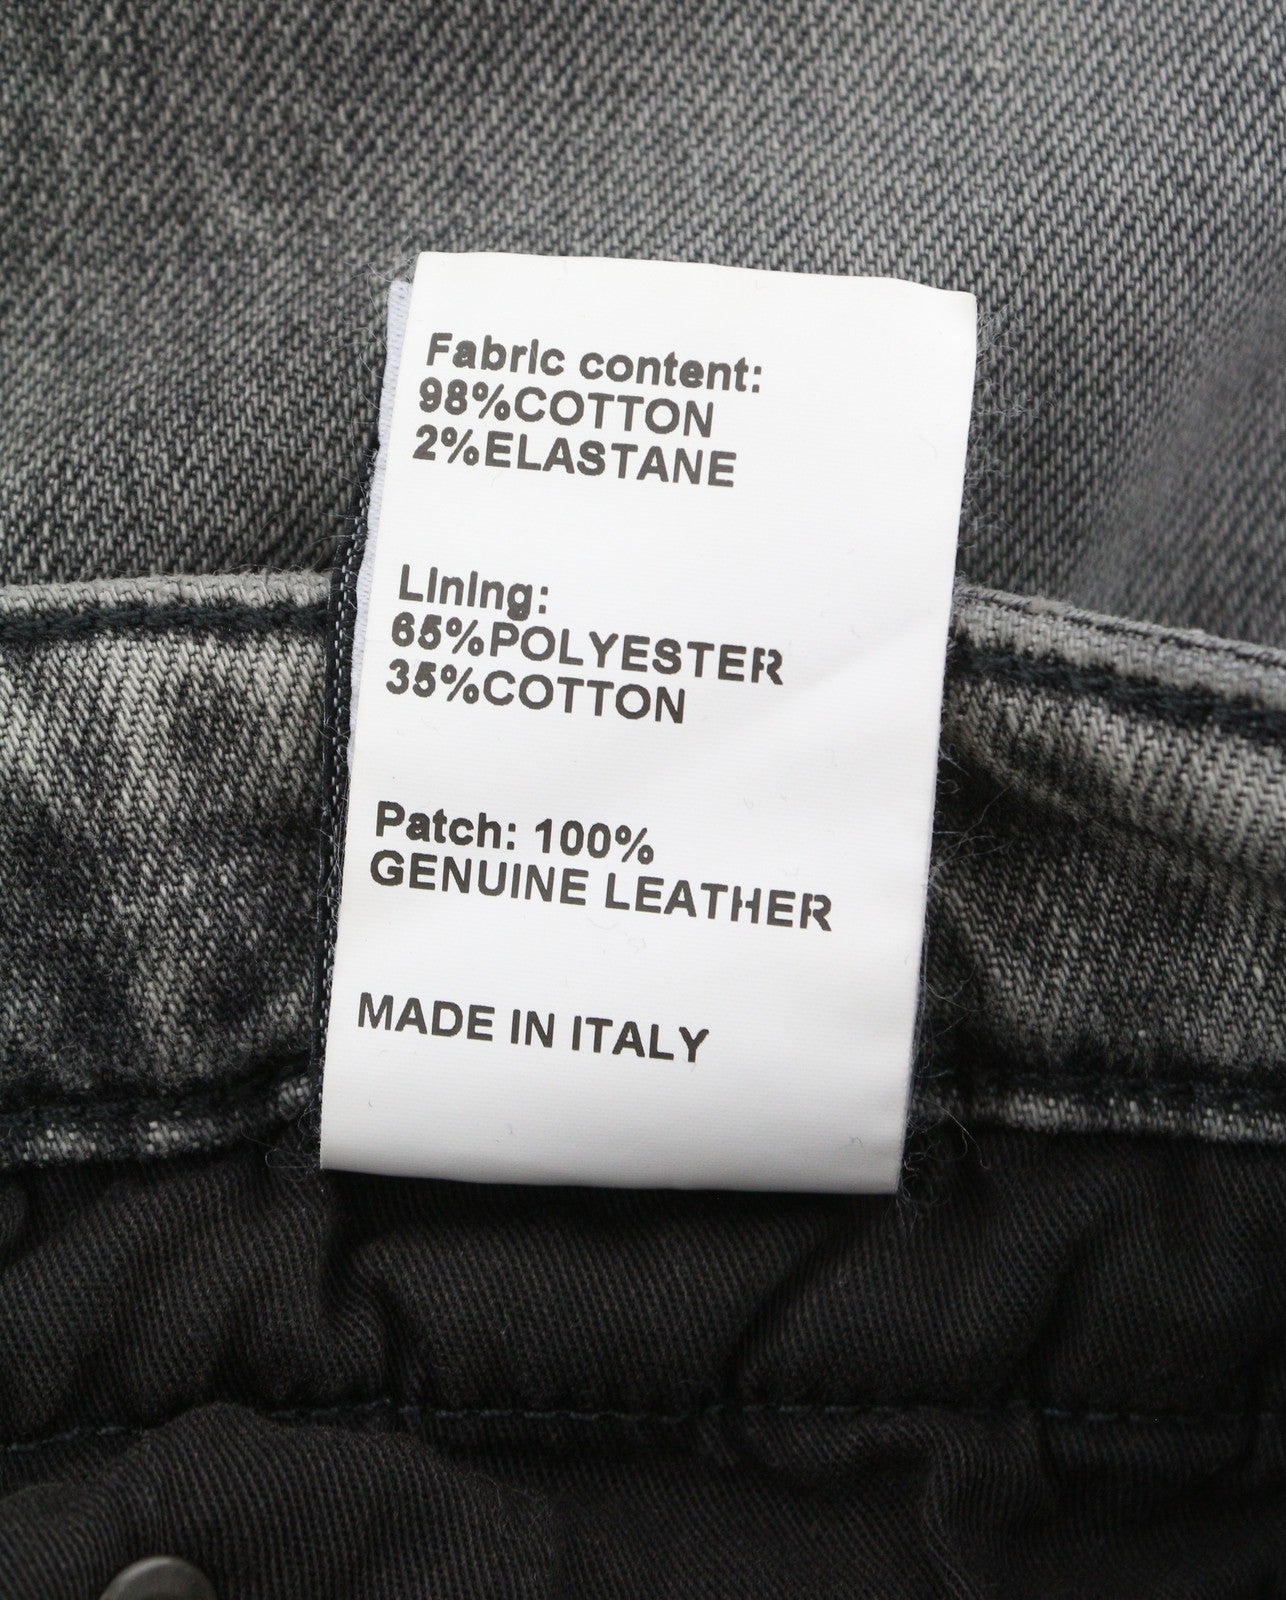 Fabric content:
98%COTTON
2%ELASTANE
Lining:
65%POLYESTER
35%COTTON
Patch: 100%
GENUINE LEATHER
MADE IN ITALY